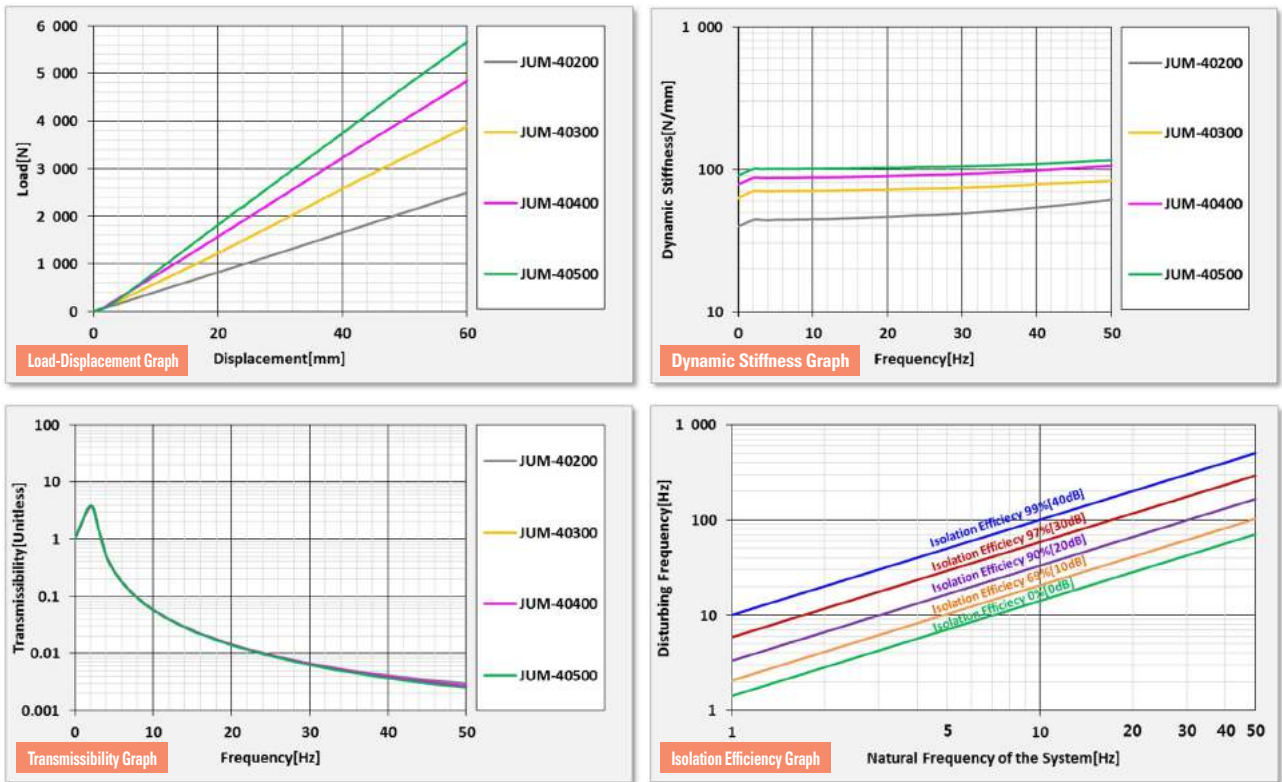 6 000
5 000
4 000
3 000
2 000
1 000
0
Load[N]
0 20 40 60
Displacement[mm]
Load-Displacement Graph
JUM-40200
JUM-40300
JUM-40400
JUM-40500
1 000
100
10
Dynamic Stiffness[N/mm]
0 10 20 30 40 50
Frequency[Hz]
Dynamic Stiffness Graph
JUM-40200
JUM-40300
JUM-40400
JUM-40500
100
10
1
0.1
0.01
0.001
Transmissibility[Unitless]
0 10 20 30 40 50
Frequency[Hz]
Transmissibility Graph
JUM-40200
JUM-40300
JUM-40400
JUM-40500
1 000
100
10
1
Disturbing Frequency[Hz]
Isolation Efficiecy 99%[40dB]
Isolation Efficiecy 97%[30dB]
Isolation Efficiecy 90%[20dB]
Isolation Efficiecy 69%[10dB]
Isolation Efficiecy 0%[0dB]
1 5 10 20 30 40 50
Natural Frequency of the System[Hz]
Isolation Efficiency Graph